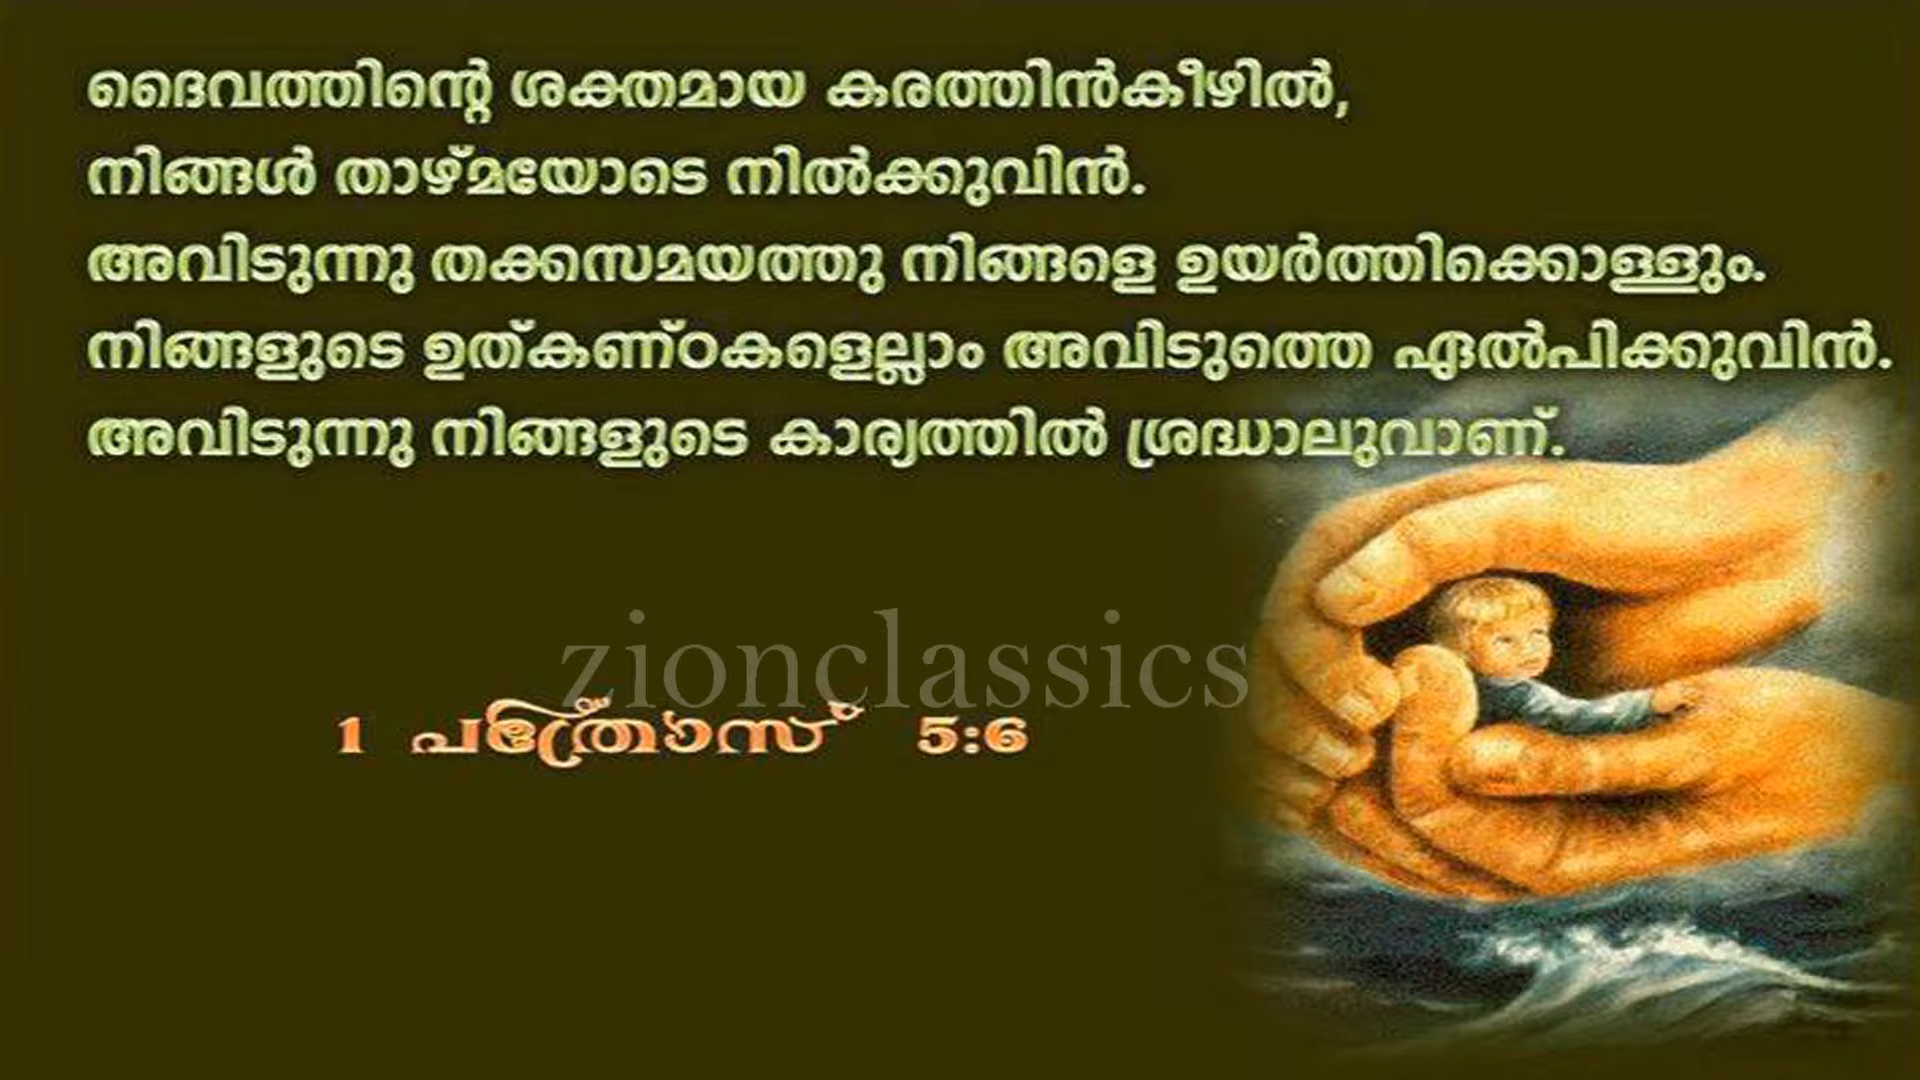 ദൈവത്തിന്റെ ശക്തമായ കരത്തിൻകീഴിൽ,
നിങ്ങൾ താഴ്മയോടെ നിൽക്കുവിൻ.
അവിടുന്നു തക്കസമയത്തു നിങ്ങളെ ഉയർത്തിക്കൊള്ളും.
നിങ്ങളുടെ ഉത്കണ്ഠകളെല്ലാം അവിടുത്തെ ഏൽപിക്കുവിൻ.
അവിടുന്നു നിങ്ങളുടെ കാര്യത്തിൽ ശ്രദ്ധാലുവാണ്.
zionclassics
1 പത്രോസ് 5:6